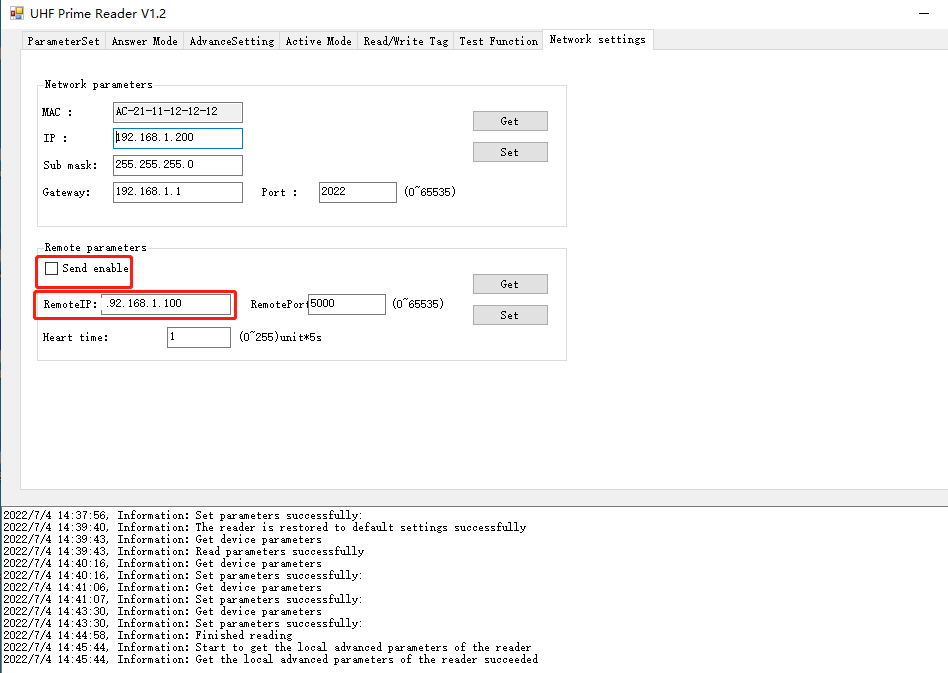 UHF Prime Reader V1.2
ParameterSet Answer Mode AdvanceSetting Active Mode Read/Write Tag Test Function Network settings
Network parameters
MAC : AC-21-11-12-12-12 Get
IP : 192.168.1.200
Set
Sub mask: 255.255.255.0
Gateway: 192.168.1.1 Port : 2022 (0~65535)
Remote parameters
Send enable
Get
RemoteIP: .92.168.1.100 RemotePort 5000 (0~65535)
Set
Heart time: 1 (0~255)unit*5s
2022/7/4 14:37:56, Information: Set parameters successfully:
2022/7/4 14:39:40, Information: The reader is restored to default settings successfully
2022/7/4 14:39:43, Information: Get device parameters
2022/7/4 14:39:43, Information: Read parameters successfully
2022/7/4 14:40:16, Information: Get device parameters
2022/7/4 14:40:16, Information: Set parameters successfully:
2022/7/4 14:41:06, Information: Get device parameters
2022/7/4 14:41:07, Information: Set parameters successfully:
2022/7/4 14:43:30, Information: Get device parameters
2022/7/4 14:43:30, Information: Set parameters successfully:
2022/7/4 14:44:58, Information: Finished reading
2022/7/4 14:45:44, Information: Start to get the local advanced parameters of the reader
2022/7/4 14:45:44, Information: Get the local advanced parameters of the reader succeeded